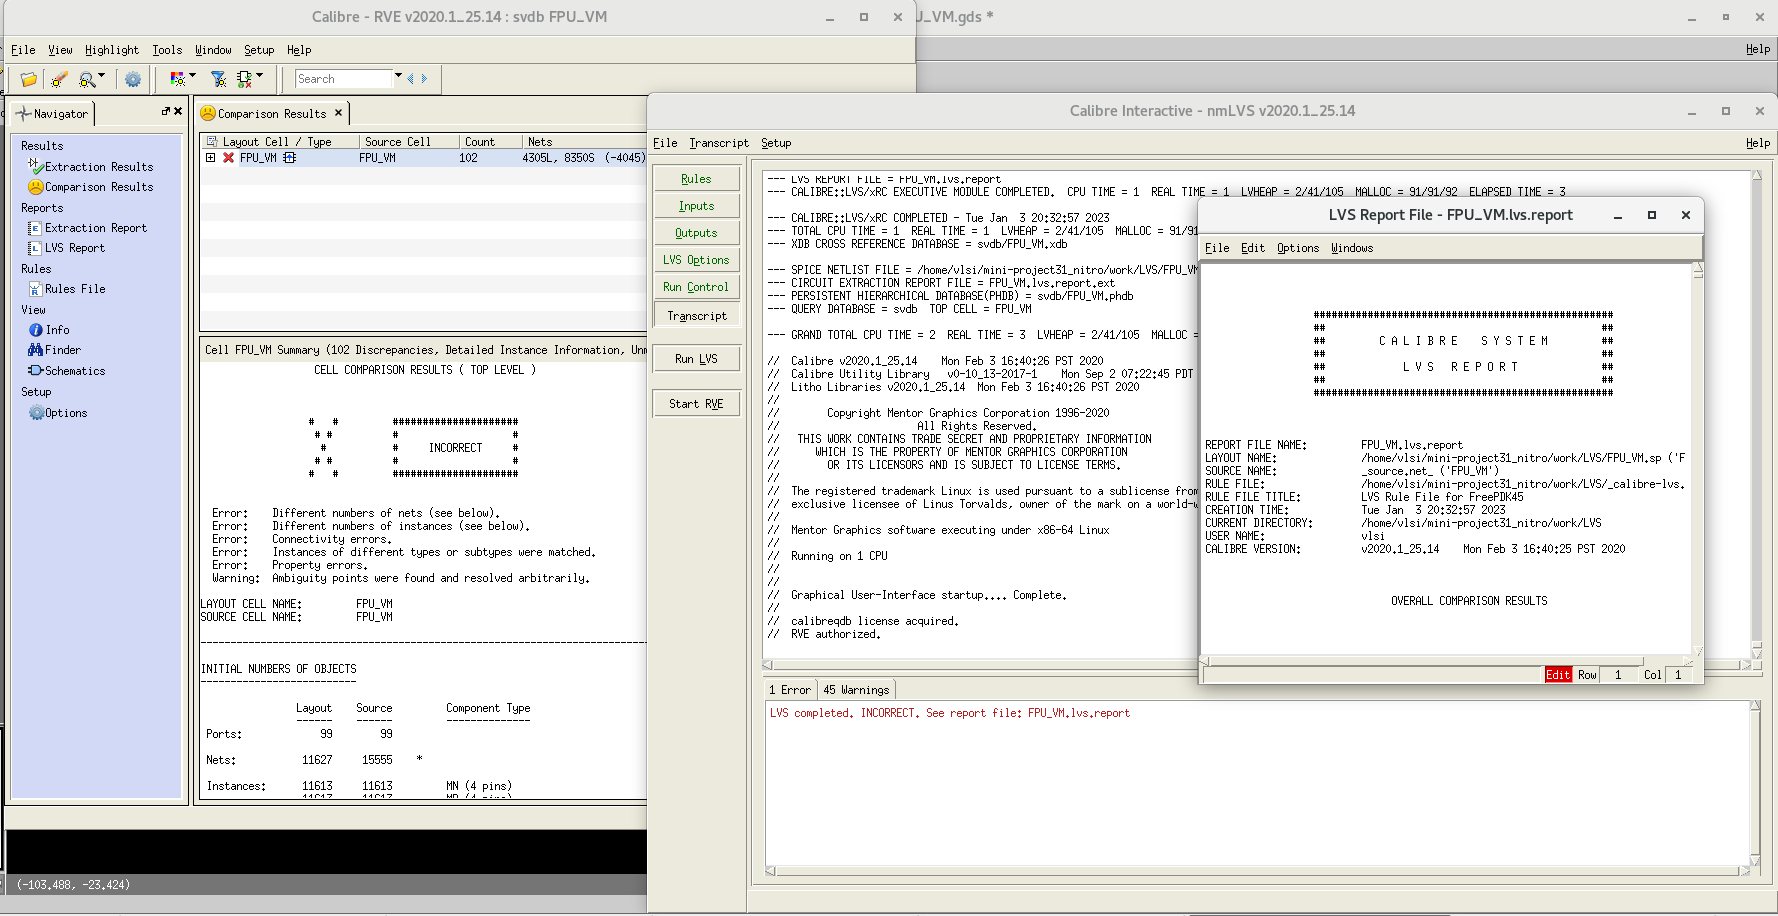 Calibre - RVE v2020.1_25.14 : svdb FPU_VM
_VM.gds *
File View Highlight Tools Window Setup Help
Help
Search
Navigator
Results
Extraction Results
Comparison Results
Reports
Extraction Report
LVS Report
Rules
Rules File
View
Info
Finder
Schematics
Setup
Options
Comparison Results
Layout Cell / Type Source Cell Count Nets
FPU_VM FPU_VM 102 4305L, 8350S (-4045)
Cell FPU_VM Summary (102 Discrepancies, Detailed Instance Information, Unm
CELL COMPARISON RESULTS ( TOP LEVEL )
# # #####################
# # # #
# # INCORRECT #
# # # #
# # #####################
Error: Different numbers of nets (see below).
Error: Different numbers of instances (see below).
Error: Connectivity errors.
Error: Instances of different types or subtypes were matched.
Error: Property errors.
Warning: Ambiguity points were found and resolved arbitrarily.
LAYOUT CELL NAME: FPU_VM
SOURCE CELL NAME: FPU_VM
INITIAL NUMBERS OF OBJECTS
--------------------------
Layout Source Component Type
------ ------ --------------
Ports: 99 99
Nets: 11627 15555 *
Instances: 11613 11613 MN (4 pins)
11613 11613 MP (4 pins)
(-103.488, -23.424)
Calibre Interactive - nmLVS v2020.1_25.14
File Transcript Setup
Help
Rules
Inputs
Outputs
LVS Options
Run Control
Transcript
Run LVS
Start RVE
--- LVS REPORT FILE = FPU_VM.lvs.report
--- CALIBRE::LVS/xRC EXECUTIVE MODULE COMPLETED. CPU TIME = 1 REAL TIME = 1 LVHEAP = 2/41/105 MALLOC = 91/91/92 ELAPSED TIME = 3
--- CALIBRE::LVS/xRC COMPLETED - Tue Jan 3 20:32:57 2023
--- TOTAL CPU TIME = 1 REAL TIME = 1 LVHEAP = 2/41/105 MALLOC = 91/91
--- XDB CROSS REFERENCE DATABASE = svdb/FPU_VM.xdb
--- SPICE NETLIST FILE = /home/vlsi/mini-project31_nitro/work/LVS/FPU_VM
--- CIRCUIT EXTRACTION REPORT FILE = FPU_VM.lvs.report.ext
--- PERSISTENT HIERARCHICAL DATABASE(PHDB) = svdb/FPU_VM.phdb
--- QUERY DATABASE = svdb TOP CELL = FPU_VM
--- GRAND TOTAL CPU TIME = 2 REAL TIME = 3 LVHEAP = 2/41/105 MALLOC =
// Calibre v2020.1_25.14 Mon Feb 3 16:40:26 PST 2020
// Calibre Utility Library v0-10_13-2017-1 Mon Sep 2 07:22:45 PDT
// Litho Libraries v2020.1_25.14 Mon Feb 3 16:40:26 PST 2020
//
// Copyright Mentor Graphics Corporation 1996-2020
// All Rights Reserved.
// THIS WORK CONTAINS TRADE SECRET AND PROPRIETARY INFORMATION
// WHICH IS THE PROPERTY OF MENTOR GRAPHICS CORPORATION
// OR ITS LICENSORS AND IS SUBJECT TO LICENSE TERMS.
//
// The registered trademark Linux is used pursuant to a sublicense from
// exclusive licensee of Linus Torvalds, owner of the mark on a world-w
//
// Mentor Graphics software executing under x86-64 Linux
//
// Running on 1 CPU
//
//
// Graphical User-Interface startup.... Complete.
//
// calibreqdb license acquired.
// RVE authorized.
1 Error 45 Warnings
LVS completed. INCORRECT. See report file: FPU_VM.lvs.report
LVS Report File - FPU_VM.lvs.report
File Edit Options Windows
##################################################
## ##
## C A L I B R E S Y S T E M ##
## ##
## L V S R E P O R T ##
## ##
##################################################
REPORT FILE NAME: FPU_VM.lvs.report
LAYOUT NAME: /home/vlsi/mini-project31_nitro/work/LVS/FPU_VM.sp ('F
SOURCE NAME: _source.net_ ('FPU_VM')
RULE FILE: /home/vlsi/mini-project31_nitro/work/LVS/_calibre-lvs.
RULE FILE TITLE: LVS Rule File for FreePDK45
CREATION TIME: Tue Jan 3 20:32:57 2023
CURRENT DIRECTORY: /home/vlsi/mini-project31_nitro/work/LVS
USER NAME: vlsi
CALIBRE VERSION: v2020.1_25.14 Mon Feb 3 16:40:25 PST 2020
OVERALL COMPARISON RESULTS
Edit Row 1 Col 1